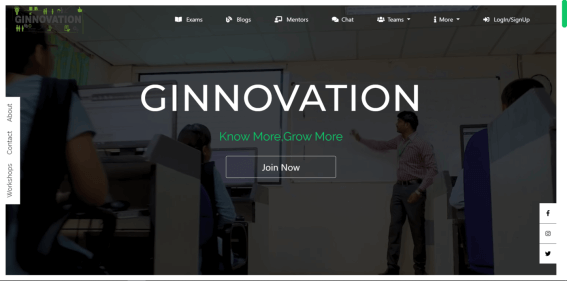 GINNOVATION
Exams
Blogs
Mentors
Chat
Teams
More
LogIn/SignUp
About
Contact
Workshops
GINNOVATION
Know More,Grow More
Join Now